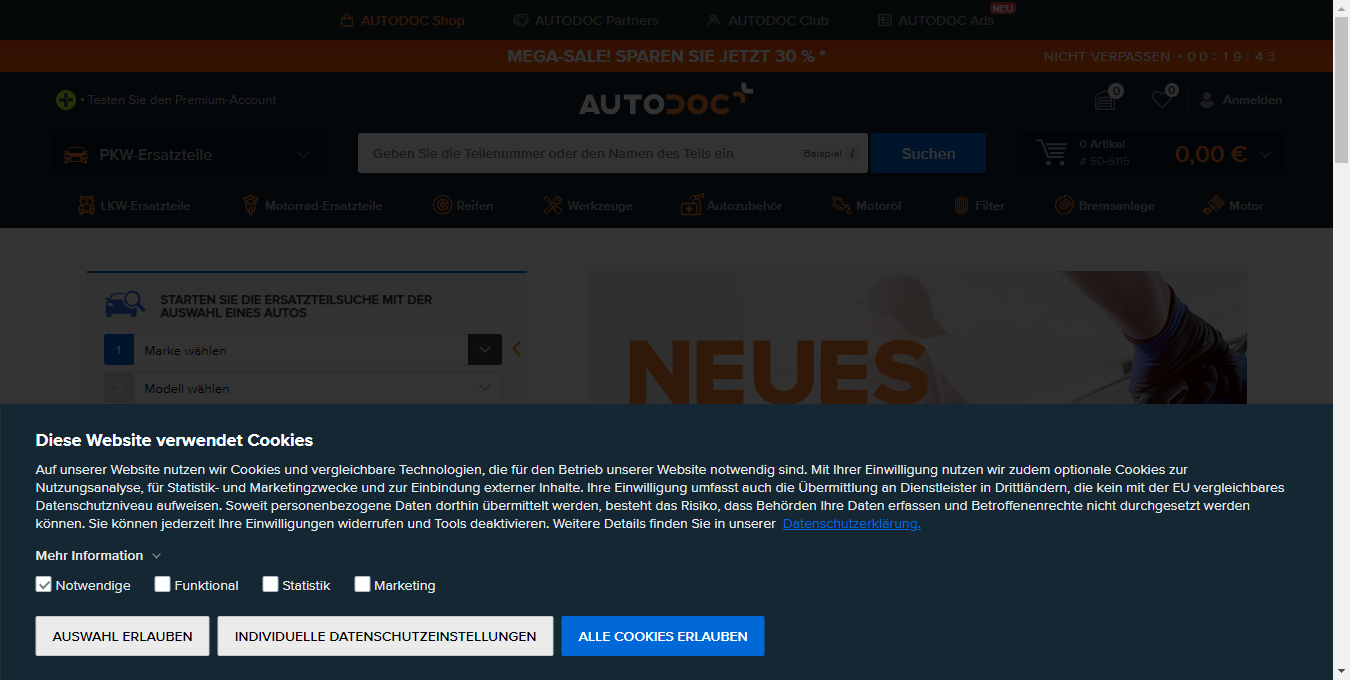 AUTODOC Shop
AUTODOC Partners
AUTODOC Club
AUTODOC Ads
NEU
MEGA-SALE! SPAREN SIE JETZT 30 % *
NICHT VERPASSEN • 00:19:43
• Testen Sie den Premium-Account
AUTODOC
0
0
Anmelden
PKW-Ersatzteile
Geben Sie die Teilenummer oder den Namen des Teils ein
Beispiel i
Suchen
0 Artikel
# 50-6115
0,00 €
LKW-Ersatzteile
Motorrad-Ersatzteile
Reifen
Werkzeuge
Autozubehör
Motoröl
Filter
Bremsanlage
Motor
STARTEN SIE DIE ERSATZTEILSUCHE MIT DER
AUSWAHL EINES AUTOS
1 Marke wählen
2 Modell wählen
NEUES
Diese Website verwendet Cookies
Auf unserer Website nutzen wir Cookies und vergleichbare Technologien, die für den Betrieb unserer Website notwendig sind. Mit Ihrer Einwilligung nutzen wir zudem optionale Cookies zur
Nutzungsanalyse, für Statistik- und Marketingzwecke und zur Einbindung externer Inhalte. Ihre Einwilligung umfasst auch die Übermittlung an Dienstleister in Drittländern, die kein mit der EU vergleichbares
Datenschutzniveau aufweisen. Soweit personenbezogene Daten dorthin übermittelt werden, besteht das Risiko, dass Behörden Ihre Daten erfassen und Betroffenenrechte nicht durchgesetzt werden
können. Sie können jederzeit Ihre Einwilligungen widerrufen und Tools deaktivieren. Weitere Details finden Sie in unserer Datenschutzerklärung.
Mehr Information
Notwendige
Funktional
Statistik
Marketing
AUSWAHL ERLAUBEN
INDIVIDUELLE DATENSCHUTZEINSTELLUNGEN
ALLE COOKIES ERLAUBEN